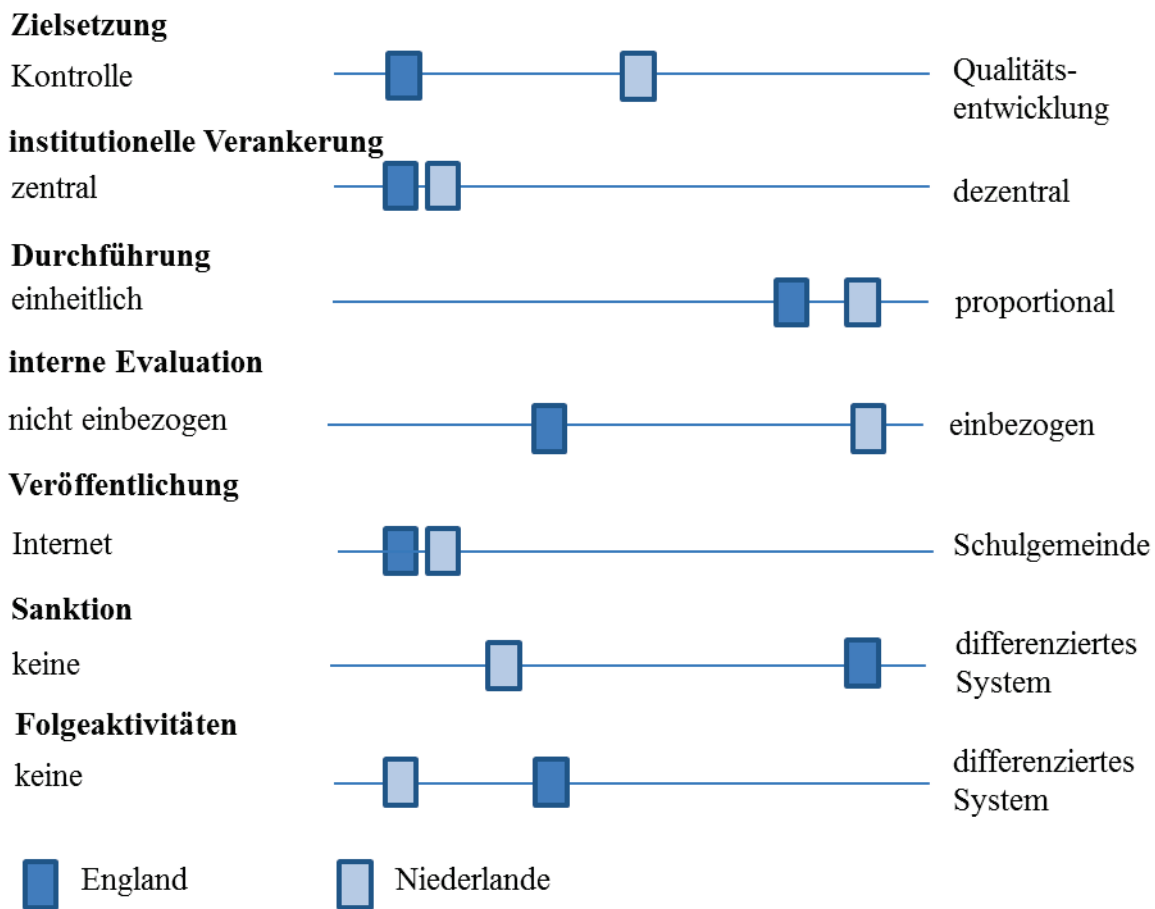 Zielsetzung
Kontrolle
Qualitäts-
entwicklung
institutionelle Verankerung
zentral
dezentral
Durchführung
einheitlich
proportional
interne Evaluation
nicht einbezogen
einbezogen
Veröffentlichung
Internet
Schulgemeinde
Sanktion
keine
differenziertes
System
Folgeaktivitäten
keine
differenziertes
System
England
Niederlande